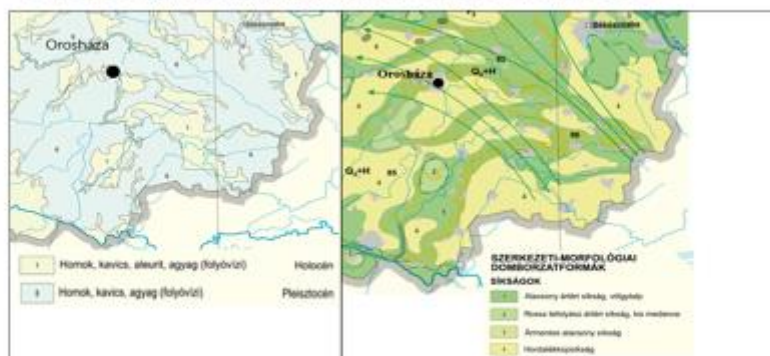 Orosháza
1 Homok, kavics, aleurit, agyag (folyóvízi) Holocén
Homok, kavics, agyag (folyóvízi) Pleisztocén
Orosháza
SZERKEZETI-MORFOLÓGIAI
DOMBORZATFORMÁK
SÍKSÁGOK
Alacsony ártéri síkság, völgytalp
Rossz lefolyású ártéri síkság, kis medence
Ármentes alacsony síkság
Hordalékkúpsíkság